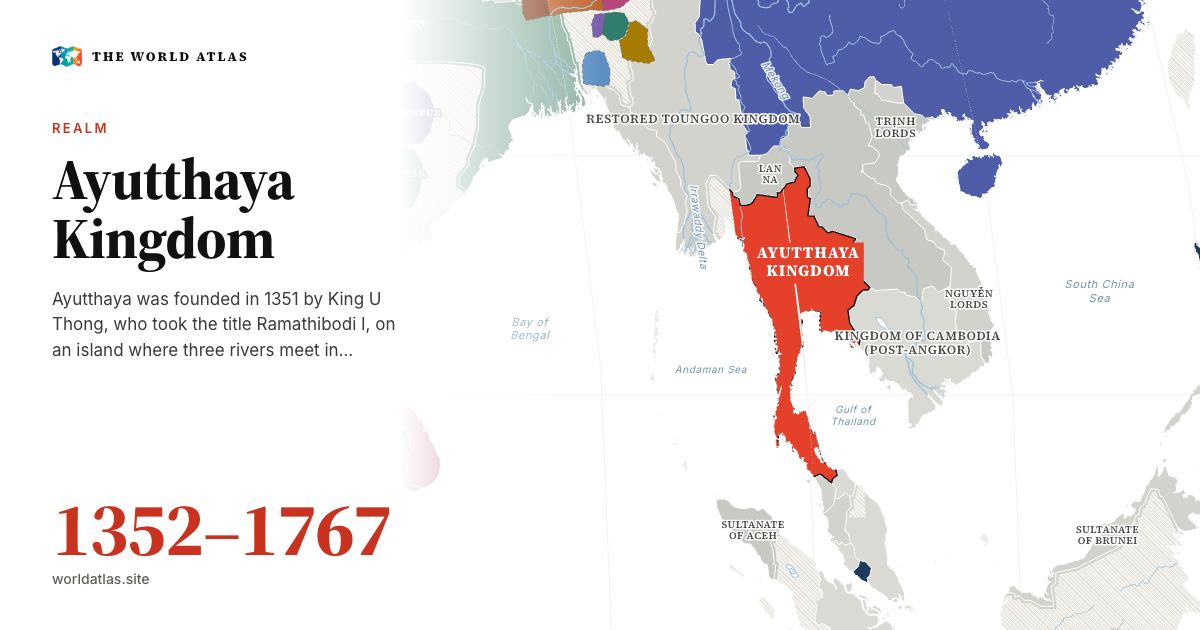 THE WORLD ATLAS
REALM
Ayutthaya
Kingdom
Ayutthaya was founded in 1351 by King U
Thong, who took the title Ramathibodi I, on
an island where three rivers meet in...
1352–1767
worldatlas.site
Mekong
RESTORED TOUNGOO KINGDOM
TRỊNH
LORDS
LAN
NA
Irrawaddy Delta
AYUTTHAYA
KINGDOM
South China
Sea
NGUYỄN
LORDS
Bay of
Bengal
KINGDOM OF CAMBODIA
(POST-ANGKOR)
Andaman Sea
Gulf of
Thailand
SULTANATE
OF ACEH
SULTANATE
OF BRUNEI